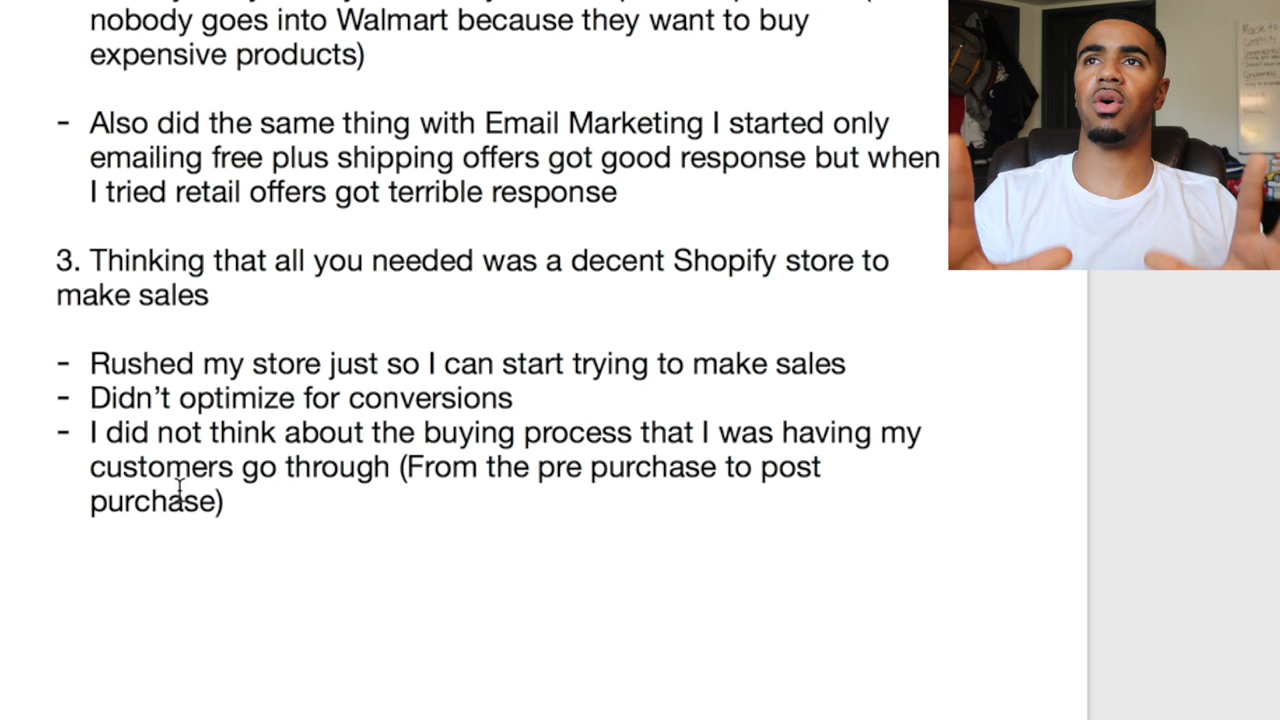 nobody goes into Walmart because they want to buy
expensive products)
- Also did the same thing with Email Marketing I started only
emailing free plus shipping offers got good response but when
I tried retail offers got terrible response
3. Thinking that all you needed was a decent Shopify store to
make sales
- Rushed my store just so I can start trying to make sales
- Didn’t optimize for conversions
- I did not think about the buying process that I was having my
customers go through (From the pre purchase to post
purchase)